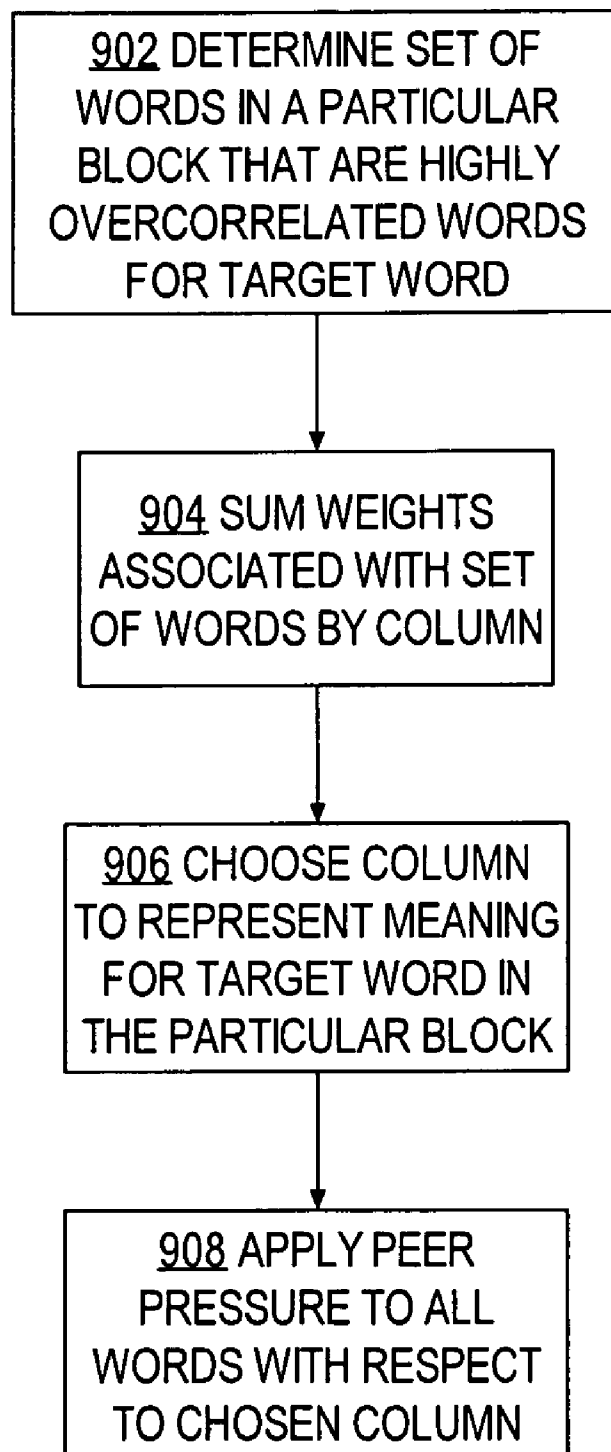 902 DETERMINE SET OF
WORDS IN A PARTICULAR
BLOCK THAT ARE HIGHLY
OVERCORRELATED WORDS
FOR TARGET WORD
904 SUM WEIGHTS
ASSOCIATED WITH SET
OF WORDS BY COLUMN
906 CHOOSE COLUMN
TO REPRESENT MEANING
FOR TARGET WORD IN
THE PARTICULAR BLOCK
908 APPLY PEER
PRESSURE TO ALL
WORDS WITH RESPECT
TO CHOSEN COLUMN